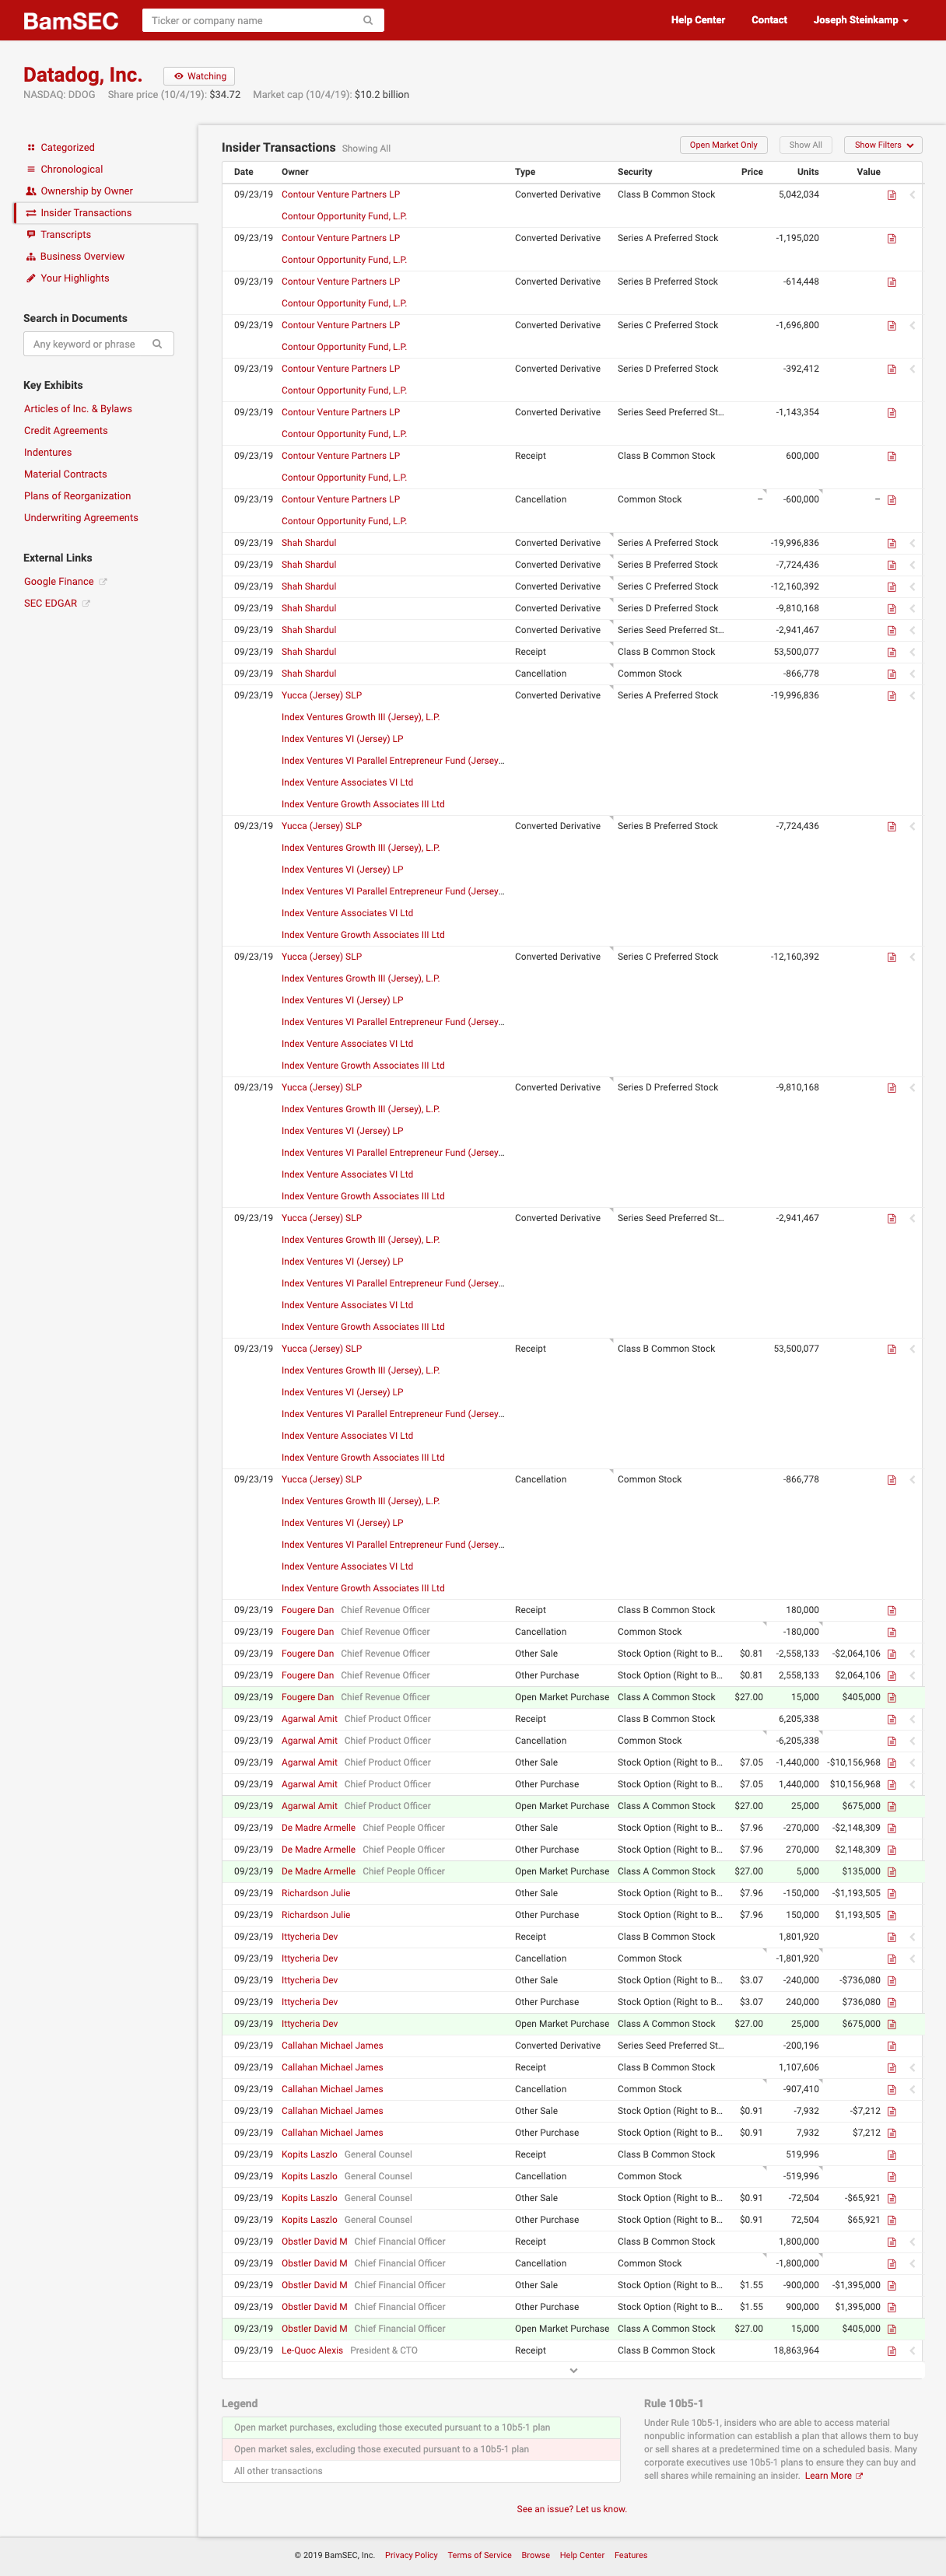 BamSEC
Ticker or company name
Help Center Contact Joseph Steinkamp
Datadog, Inc. Watching
NASDAQ: DDOG Share price (10/4/19): $34.72 Market cap (10/4/19): $10.2 billion
Categorized
Chronological
Ownership by Owner
Insider Transactions
Transcripts
Business Overview
Your Highlights
Search in Documents
Any keyword or phrase
Key Exhibits
Articles of Inc. & Bylaws
Credit Agreements
Indentures
Material Contracts
Plans of Reorganization
Underwriting Agreements
External Links
Google Finance
SEC EDGAR
Insider Transactions Showing All Open Market Only Show All Show Filters
Date Owner Type Security Price Units Value
09/23/19 Contour Venture Partners LP Converted Derivative Class B Common Stock 5,042,034
Contour Opportunity Fund, L.P.
09/23/19 Contour Venture Partners LP Converted Derivative Series A Preferred Stock -1,195,020
Contour Opportunity Fund, L.P.
09/23/19 Contour Venture Partners LP Converted Derivative Series B Preferred Stock -614,448
Contour Opportunity Fund, L.P.
09/23/19 Contour Venture Partners LP Converted Derivative Series C Preferred Stock -1,696,800
Contour Opportunity Fund, L.P.
09/23/19 Contour Venture Partners LP Converted Derivative Series D Preferred Stock -392,412
Contour Opportunity Fund, L.P.
09/23/19 Contour Venture Partners LP Converted Derivative Series Seed Preferred St... -1,143,354
Contour Opportunity Fund, L.P.
09/23/19 Contour Venture Partners LP Receipt Class B Common Stock 600,000
Contour Opportunity Fund, L.P.
09/23/19 Contour Venture Partners LP Cancellation Common Stock – -600,000 –
Contour Opportunity Fund, L.P.
09/23/19 Shah Shardul Converted Derivative Series A Preferred Stock -19,996,836
09/23/19 Shah Shardul Converted Derivative Series B Preferred Stock -7,724,436
09/23/19 Shah Shardul Converted Derivative Series C Preferred Stock -12,160,392
09/23/19 Shah Shardul Converted Derivative Series D Preferred Stock -9,810,168
09/23/19 Shah Shardul Converted Derivative Series Seed Preferred St... -2,941,467
09/23/19 Shah Shardul Receipt Class B Common Stock 53,500,077
09/23/19 Shah Shardul Cancellation Common Stock -866,778
09/23/19 Yucca (Jersey) SLP Converted Derivative Series A Preferred Stock -19,996,836
Index Ventures Growth III (Jersey), L.P.
Index Ventures VI (Jersey) LP
Index Ventures VI Parallel Entrepreneur Fund (Jersey...
Index Venture Associates VI Ltd
Index Venture Growth Associates III Ltd
09/23/19 Yucca (Jersey) SLP Converted Derivative Series B Preferred Stock -7,724,436
Index Ventures Growth III (Jersey), L.P.
Index Ventures VI (Jersey) LP
Index Ventures VI Parallel Entrepreneur Fund (Jersey...
Index Venture Associates VI Ltd
Index Venture Growth Associates III Ltd
09/23/19 Yucca (Jersey) SLP Converted Derivative Series C Preferred Stock -12,160,392
Index Ventures Growth III (Jersey), L.P.
Index Ventures VI (Jersey) LP
Index Ventures VI Parallel Entrepreneur Fund (Jersey...
Index Venture Associates VI Ltd
Index Venture Growth Associates III Ltd
09/23/19 Yucca (Jersey) SLP Converted Derivative Series D Preferred Stock -9,810,168
Index Ventures Growth III (Jersey), L.P.
Index Ventures VI (Jersey) LP
Index Ventures VI Parallel Entrepreneur Fund (Jersey...
Index Venture Associates VI Ltd
Index Venture Growth Associates III Ltd
09/23/19 Yucca (Jersey) SLP Converted Derivative Series Seed Preferred St... -2,941,467
Index Ventures Growth III (Jersey), L.P.
Index Ventures VI (Jersey) LP
Index Ventures VI Parallel Entrepreneur Fund (Jersey...
Index Venture Associates VI Ltd
Index Venture Growth Associates III Ltd
09/23/19 Yucca (Jersey) SLP Receipt Class B Common Stock 53,500,077
Index Ventures Growth III (Jersey), L.P.
Index Ventures VI (Jersey) LP
Index Ventures VI Parallel Entrepreneur Fund (Jersey...
Index Venture Associates VI Ltd
Index Venture Growth Associates III Ltd
09/23/19 Yucca (Jersey) SLP Cancellation Common Stock -866,778
Index Ventures Growth III (Jersey), L.P.
Index Ventures VI (Jersey) LP
Index Ventures VI Parallel Entrepreneur Fund (Jersey...
Index Venture Associates VI Ltd
Index Venture Growth Associates III Ltd
09/23/19 Fougere Dan Chief Revenue Officer Receipt Class B Common Stock 180,000
09/23/19 Fougere Dan Chief Revenue Officer Cancellation Common Stock -180,000
09/23/19 Fougere Dan Chief Revenue Officer Other Sale Stock Option (Right to B... $0.81 -2,558,133 -$2,064,106
09/23/19 Fougere Dan Chief Revenue Officer Other Purchase Stock Option (Right to B... $0.81 2,558,133 $2,064,106
09/23/19 Fougere Dan Chief Revenue Officer Open Market Purchase Class A Common Stock $27.00 15,000 $405,000
09/23/19 Agarwal Amit Chief Product Officer Receipt Class B Common Stock 6,205,338
09/23/19 Agarwal Amit Chief Product Officer Cancellation Common Stock -6,205,338
09/23/19 Agarwal Amit Chief Product Officer Other Sale Stock Option (Right to B... $7.05 -1,440,000 -$10,156,968
09/23/19 Agarwal Amit Chief Product Officer Other Purchase Stock Option (Right to B... $7.05 1,440,000 $10,156,968
09/23/19 Agarwal Amit Chief Product Officer Open Market Purchase Class A Common Stock $27.00 25,000 $675,000
09/23/19 De Madre Armelle Chief People Officer Other Sale Stock Option (Right to B... $7.96 -270,000 -$2,148,309
09/23/19 De Madre Armelle Chief People Officer Other Purchase Stock Option (Right to B... $7.96 270,000 $2,148,309
09/23/19 De Madre Armelle Chief People Officer Open Market Purchase Class A Common Stock $27.00 5,000 $135,000
09/23/19 Richardson Julie Other Sale Stock Option (Right to B... $7.96 -150,000 -$1,193,505
09/23/19 Richardson Julie Other Purchase Stock Option (Right to B... $7.96 150,000 $1,193,505
09/23/19 Ittycheria Dev Receipt Class B Common Stock 1,801,920
09/23/19 Ittycheria Dev Cancellation Common Stock -1,801,920
09/23/19 Ittycheria Dev Other Sale Stock Option (Right to B... $3.07 -240,000 -$736,080
09/23/19 Ittycheria Dev Other Purchase Stock Option (Right to B... $3.07 240,000 $736,080
09/23/19 Ittycheria Dev Open Market Purchase Class A Common Stock $27.00 25,000 $675,000
09/23/19 Callahan Michael James Converted Derivative Series Seed Preferred St... -200,196
09/23/19 Callahan Michael James Receipt Class B Common Stock 1,107,606
09/23/19 Callahan Michael James Cancellation Common Stock -907,410
09/23/19 Callahan Michael James Other Sale Stock Option (Right to B... $0.91 -7,932 -$7,212
09/23/19 Callahan Michael James Other Purchase Stock Option (Right to B... $0.91 7,932 $7,212
09/23/19 Kopits Laszlo General Counsel Receipt Class B Common Stock 519,996
09/23/19 Kopits Laszlo General Counsel Cancellation Common Stock -519,996
09/23/19 Kopits Laszlo General Counsel Other Sale Stock Option (Right to B... $0.91 -72,504 -$65,921
09/23/19 Kopits Laszlo General Counsel Other Purchase Stock Option (Right to B... $0.91 72,504 $65,921
09/23/19 Obstler David M Chief Financial Officer Receipt Class B Common Stock 1,800,000
09/23/19 Obstler David M Chief Financial Officer Cancellation Common Stock -1,800,000
09/23/19 Obstler David M Chief Financial Officer Other Sale Stock Option (Right to B... $1.55 -900,000 -$1,395,000
09/23/19 Obstler David M Chief Financial Officer Other Purchase Stock Option (Right to B... $1.55 900,000 $1,395,000
09/23/19 Obstler David M Chief Financial Officer Open Market Purchase Class A Common Stock $27.00 15,000 $405,000
09/23/19 Le-Quoc Alexis President & CTO Receipt Class B Common Stock 18,863,964
Legend
Open market purchases, excluding those executed pursuant to a 10b5-1 plan
Open market sales, excluding those executed pursuant to a 10b5-1 plan
All other transactions
Rule 10b5-1
Under Rule 10b5-1, insiders who are able to access material
nonpublic information can establish a plan that allows them to buy
or sell shares at a predetermined time on a scheduled basis. Many
corporate executives use 10b5-1 plans to ensure they can buy and
sell shares while remaining an insider. Learn More
See an issue? Let us know.
© 2019 BamSEC, Inc. Privacy Policy Terms of Service Browse Help Center Features